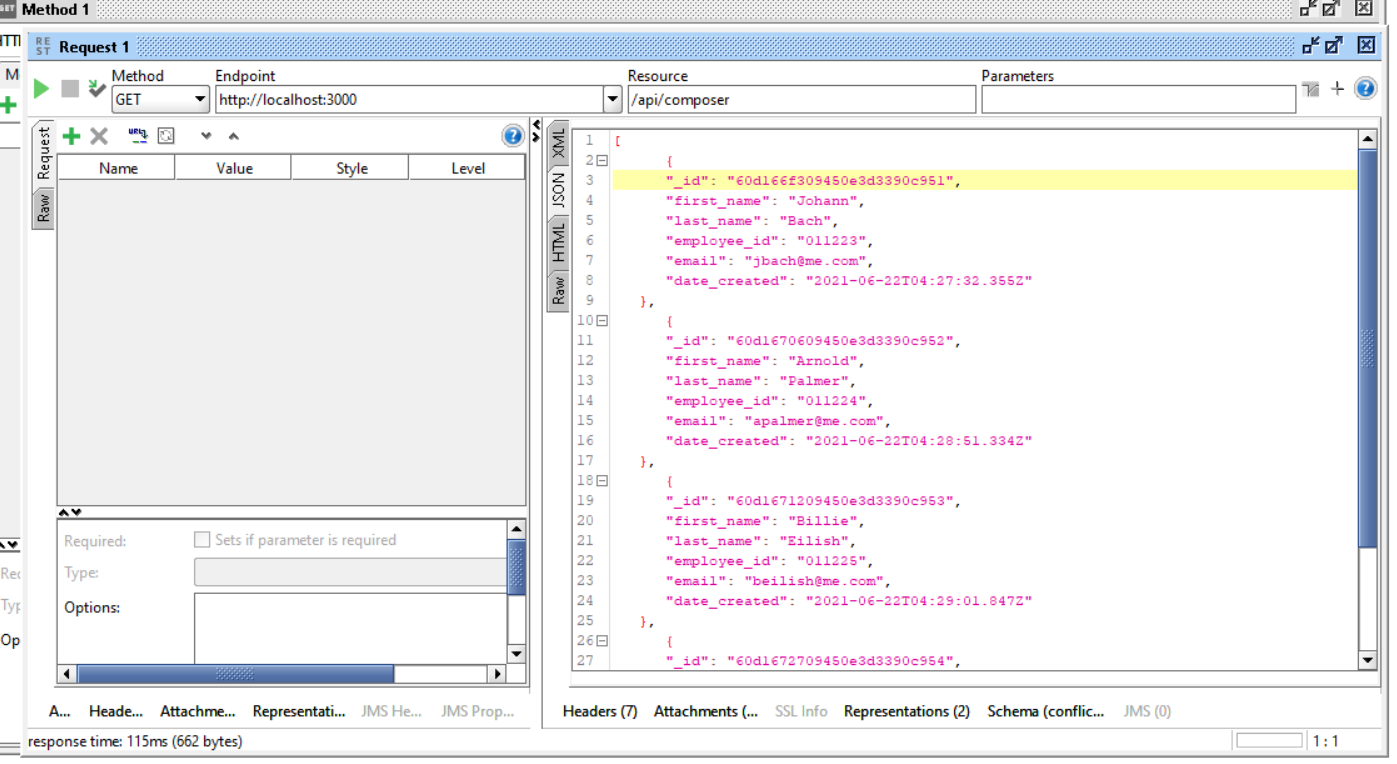 GET Method 1
RE
ST Request 1
Method Endpoint Resource Parameters
GET http://localhost:3000 /api/composer
Request
Raw
Name Value Style Level
Required: Sets if parameter is required
Type:
Options:
A... Heade... Attachme... Representati... JMS He... JMS Prop...
XML
JSON
HTML
Raw
1 [
2 {
3 "_id": "60d166f309450e3d3390c951",
4 "first_name": "Johann",
5 "last_name": "Bach",
6 "employee_id": "011223",
7 "email": "jbach@me.com",
8 "date_created": "2021-06-22T04:27:32.355Z"
9 },
10 {
11 "_id": "60d1670609450e3d3390c952",
12 "first_name": "Arnold",
13 "last_name": "Palmer",
14 "employee_id": "011224",
15 "email": "apalmer@me.com",
16 "date_created": "2021-06-22T04:28:51.334Z"
17 },
18 {
19 "_id": "60d1671209450e3d3390c953",
20 "first_name": "Billie",
21 "last_name": "Eilish",
22 "employee_id": "011225",
23 "email": "beilish@me.com",
24 "date_created": "2021-06-22T04:29:01.847Z"
25 },
26 {
27 "_id": "60d1672709450e3d3390c954",
Headers (7) Attachments (... SSL Info Representations (2) Schema (conflic... JMS (0)
response time: 115ms (662 bytes) 1 : 1